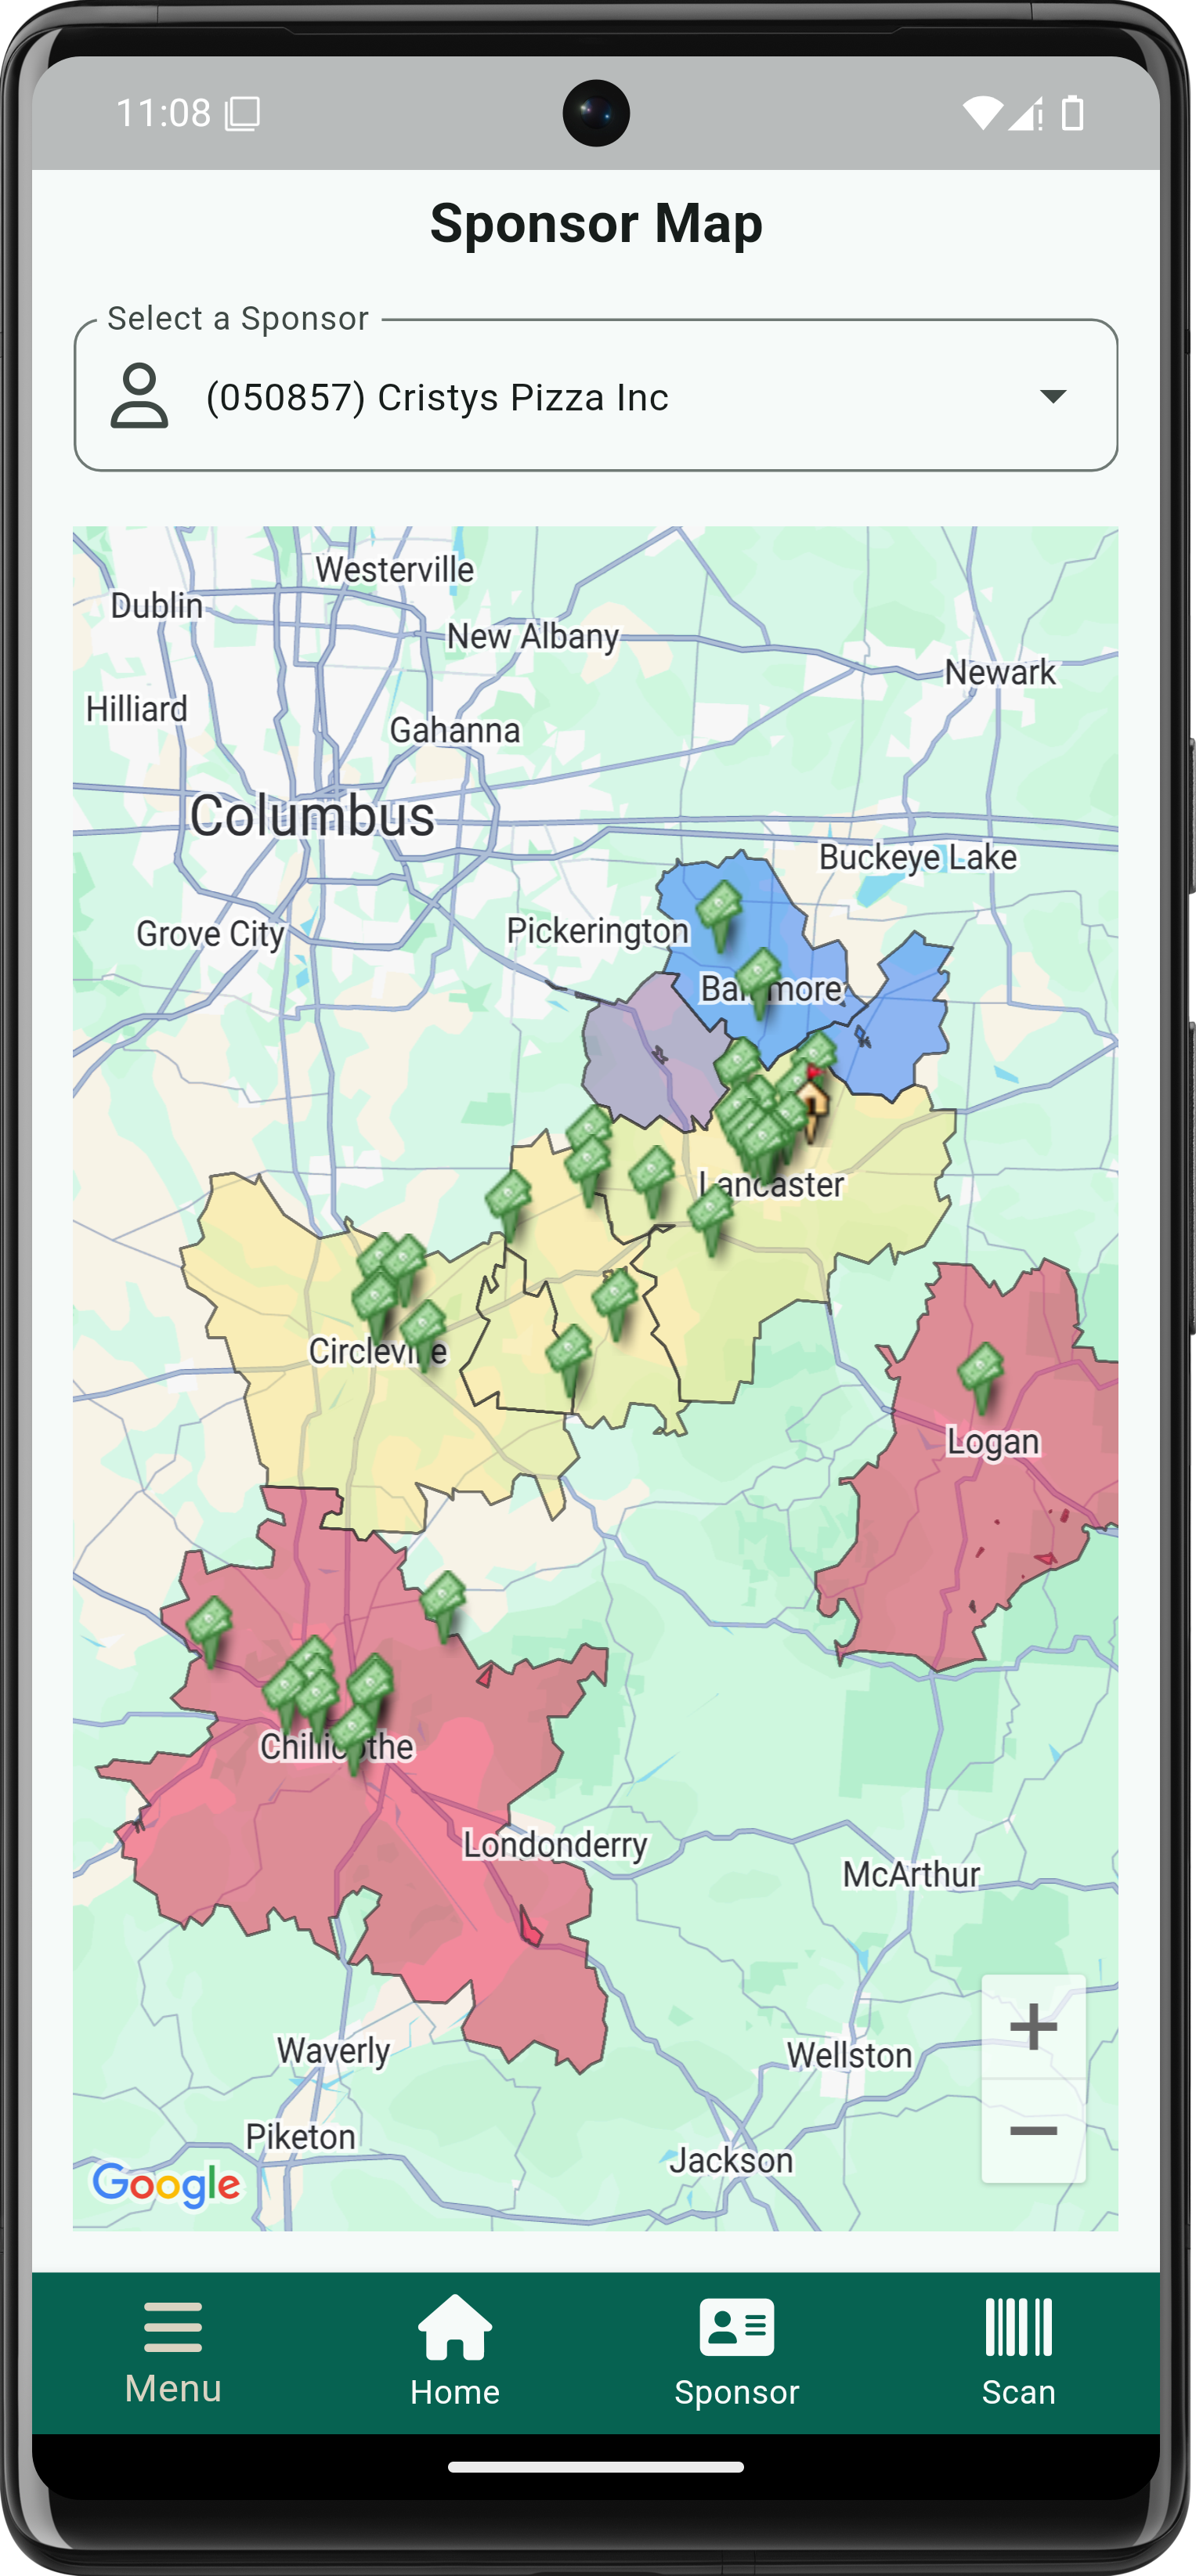 11:08
Sponsor Map
Select a Sponsor
(050857) Cristys Pizza Inc
Westerville
Dublin
New Albany
Newark
Hilliard
Gahanna
Columbus
Buckeye Lake
Grove City
Pickerington
Baltimore
Lancaster
Circleville
Logan
Chillicothe
Londonderry
McArthur
Waverly
Wellston
Piketon
Jackson
Google
+
−
Menu
Home
Sponsor
Scan